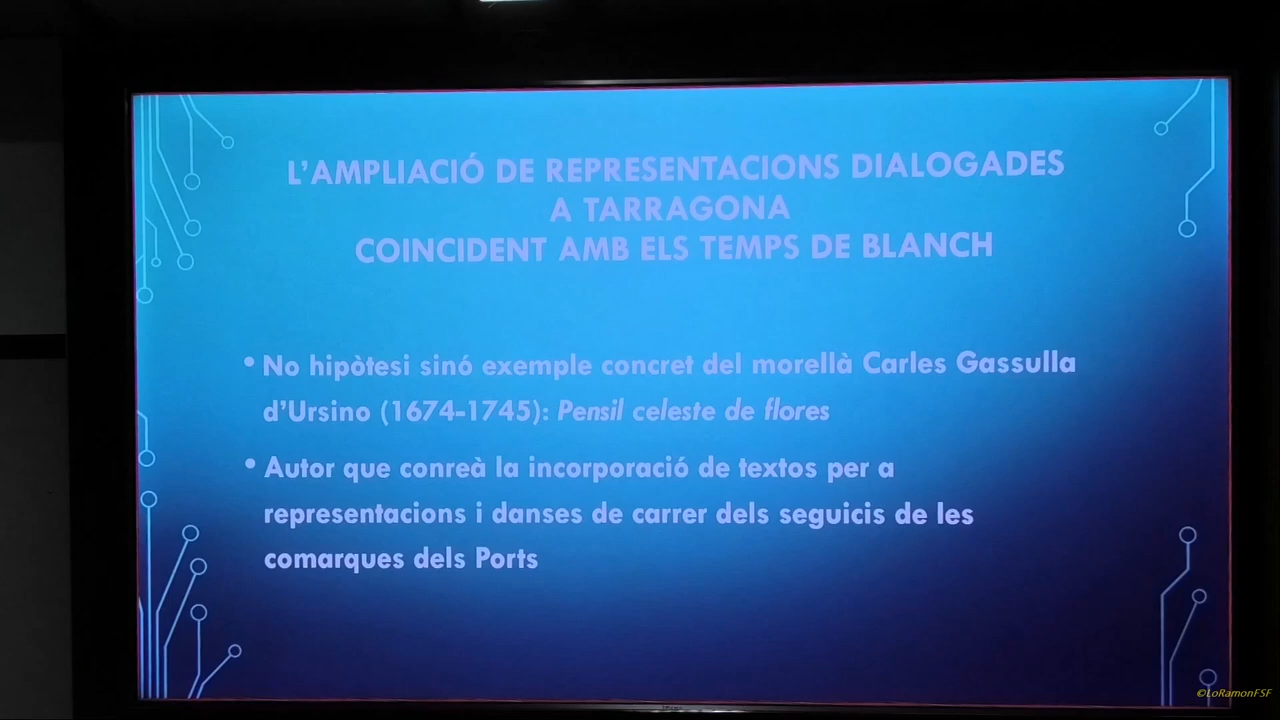 L'AMPLIACIÓ DE REPRESENTACIONS DIALOGADES
A TARRAGONA
COINCIDENT AMB ELS TEMPS DE BLANCH
• No hipòtesi sinó exemple concret del morellà Carles Gassulla
d'Ursino (1674-1745): Pensil celeste de flores
• Autor que conreà la incorporació de textos per a
representacions i danses de carrer dels seguicis de les
comarques dels Ports
©LoRamonFSF